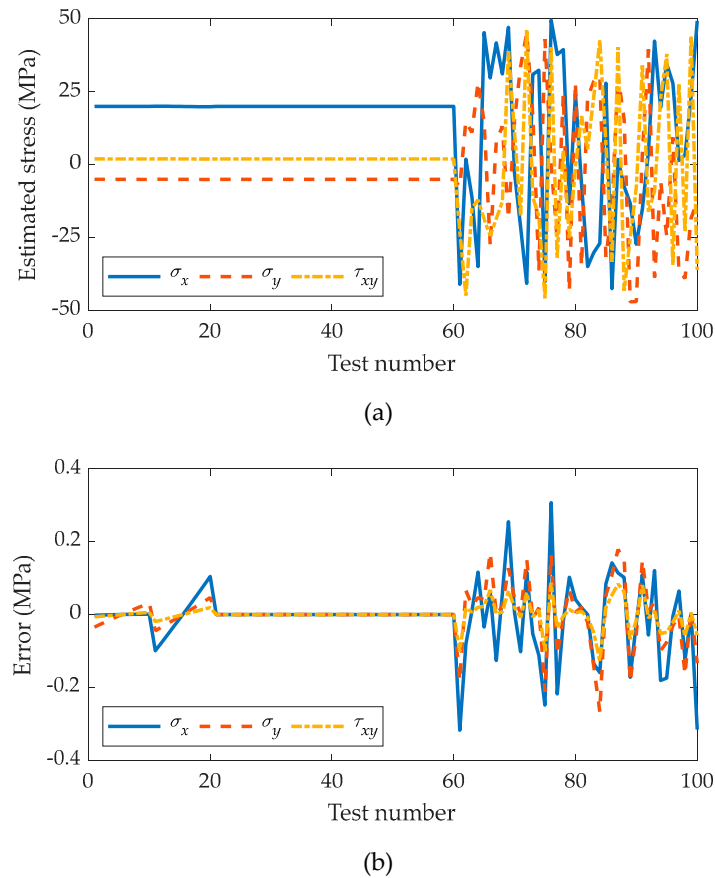 50
25
0
-25
-50
Estimated stress (MPa)
σx σy τxy
0 20 40 60 80 100
Test number
(a)
0.4
0.2
0
-0.2
-0.4
Error (MPa)
σx σy τxy
0 20 40 60 80 100
Test number
(b)